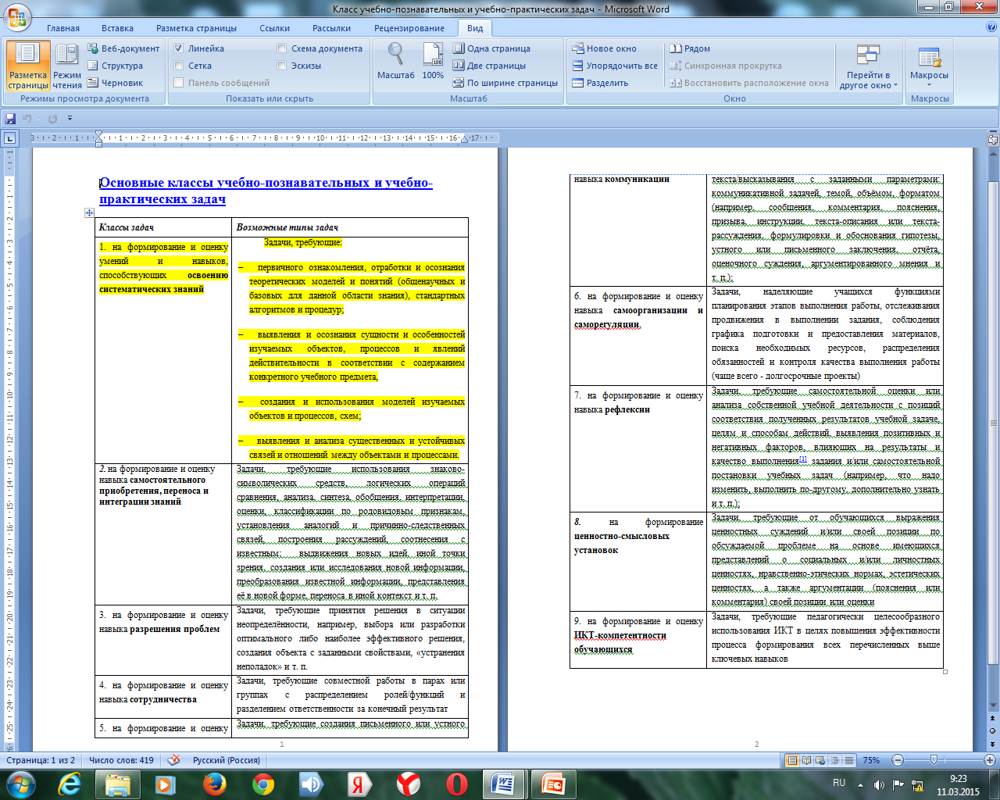 Класс учебно-познавательных и учебно-практических задач - Microsoft Word
Главная Вставка Разметка страницы Ссылки Рассылки Рецензирование Вид
Разметка страницы
Режим чтения
Веб-документ
Структура
Черновик
Режимы просмотра документа
Линейка
Сетка
Панель сообщений
Схема документа
Эскизы
Показать или скрыть
Масштаб
100%
Одна страница
Две страницы
По ширине страницы
Масштаб
Новое окно
Упорядочить все
Разделить
Рядом
Синхронная прокрутка
Восстановить расположение окна
Перейти в другое окно
Окно
Макросы
Макросы
3 2 1 1 2 3 4 5 6 7 8 9 10 11 12 13 14 15 16 17
Основные классы учебно-познавательных и учебно-
практических задач
Классы задач
Возможные типы задач
1. на формирование и оценку
умений и навыков,
способствующих освоению
систематических знаний
Задачи, требующие:
– первичного ознакомления, отработки и осознания
теоретических моделей и понятий (общенаучных и
базовых для данной области знания), стандартных
алгоритмов и процедур;
– выявления и осознания сущности и особенностей
изучаемых объектов, процессов и явлений
действительности в соответствии с содержанием
конкретного учебного предмета,
– создания и использования моделей изучаемых
объектов и процессов, схем;
– выявления и анализа существенных и устойчивых
связей и отношений между объектами и процессами.
2. на формирование и оценку
навыка самостоятельного
приобретения, переноса и
интеграции знаний
Задачи, требующие использования знаково-
символических средств, логических операций
сравнения, анализа, синтеза, обобщения, интерпретации,
оценки, классификации по родовидовым признакам,
установления аналогий и причинно-следственных
связей, построения рассуждений, соотнесения с
известным; выдвижения новых идей, иной точки
зрения, создания или исследования новой информации,
преобразования известной информации, представления
её в новой форме, переноса в иной контекст и т. п.
3. на формирование и оценку
навыка разрешения проблем
Задачи, требующие принятия решения в ситуации
неопределённости, например, выбора или разработки
оптимального либо наиболее эффективного решения,
создания объекта с заданными свойствами, «устранения
неполадок» и т. п.
4. на формирование и оценку
навыка сотрудничества
Задачи, требующие совместной работы в парах или
группах с распределением ролей/функций и
разделением ответственности за конечный результат
5. на формирование и оценку
Задачи, требующие создания письменного или устного
1
навыка коммуникации
текста/высказывания с заданными параметрами:
коммуникативной задачей, темой, объёмом, форматом
(например, сообщения, комментария, пояснения,
призыва, инструкции, текста-описания или текста-
рассуждения, формулировки и обоснования гипотезы,
устного или письменного заключения, отчёта,
оценочного суждения, аргументированного мнения и
т. п.);
6. на формирование и оценку
навыка самоорганизации и
саморегуляции,
Задачи, наделяющие учащихся функциями
планирования этапов выполнения работы, отслеживания
продвижения в выполнении задания, соблюдения
графика подготовки и предоставления материалов,
поиска необходимых ресурсов, распределения
обязанностей и контроля качества выполнения работы
(чаще всего - долгосрочные проекты)
7. на формирование и оценку
навыка рефлексии
Задачи, требующие самостоятельной оценки или
анализа собственной учебной деятельности с позиций
соответствия полученных результатов учебной задаче,
целям и способам действий, выявления позитивных и
негативных факторов, влияющих на результаты и
качество выполнения[1] задания и/или самостоятельной
постановки учебных задач (например, что надо
изменить, выполнить по-другому, дополнительно узнать
и т. п.);
8. на формирование
ценностно-смысловых
установок
Задачи, требующие от обучающихся выражения
ценностных суждений и/или своей позиции по
обсуждаемой проблеме на основе имеющихся
представлений о социальных и/или личностных
ценностях, нравственно-этических нормах, эстетических
ценностях, а также аргументации (пояснения или
комментария) своей позиции или оценки
9. на формирование и оценку
ИКТ-компетентности
обучающихся
Задачи, требующие педагогически целесообразного
использования ИКТ в целях повышения эффективности
процесса формирования всех перечисленных выше
ключевых навыков
2
Страница: 1 из 2 Число слов: 419 Русский (Россия) 75%
RU 9:23
11.03.2015